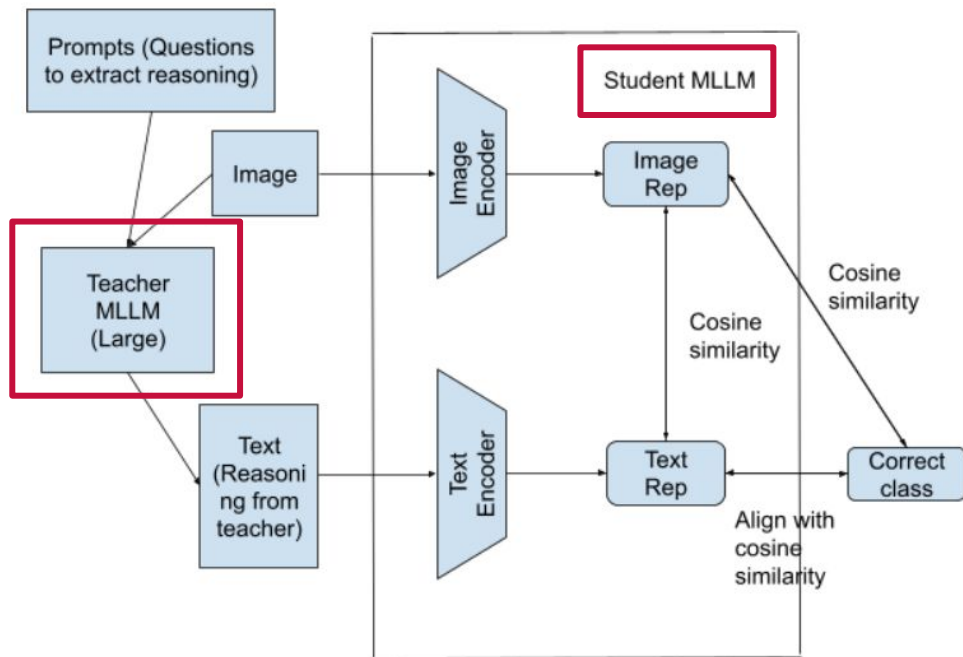 Prompts (Questions
to extract reasoning)
Student MLLM
Image
Image
Encoder
Image
Rep
Teacher
MLLM
(Large)
Cosine
similarity
Cosine
similarity
Text
(Reasoni
ng from
teacher)
Text
Encoder
Text
Rep
Correct
class
Align with
cosine
similarity